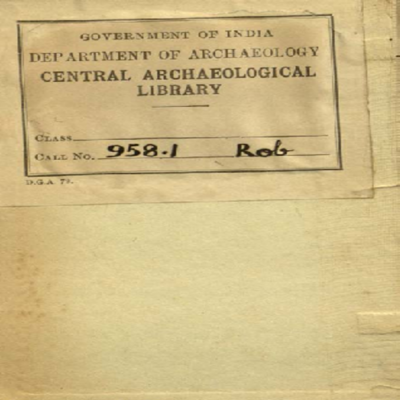 GOVERNMENT OF INDIA
DEPARTMENT OF ARCHAEOLOGY
CENTRAL ARCHAEOLOGICAL
LIBRARY
CLASS
CALL No. 958.1 Rob
D.G.A. 79.